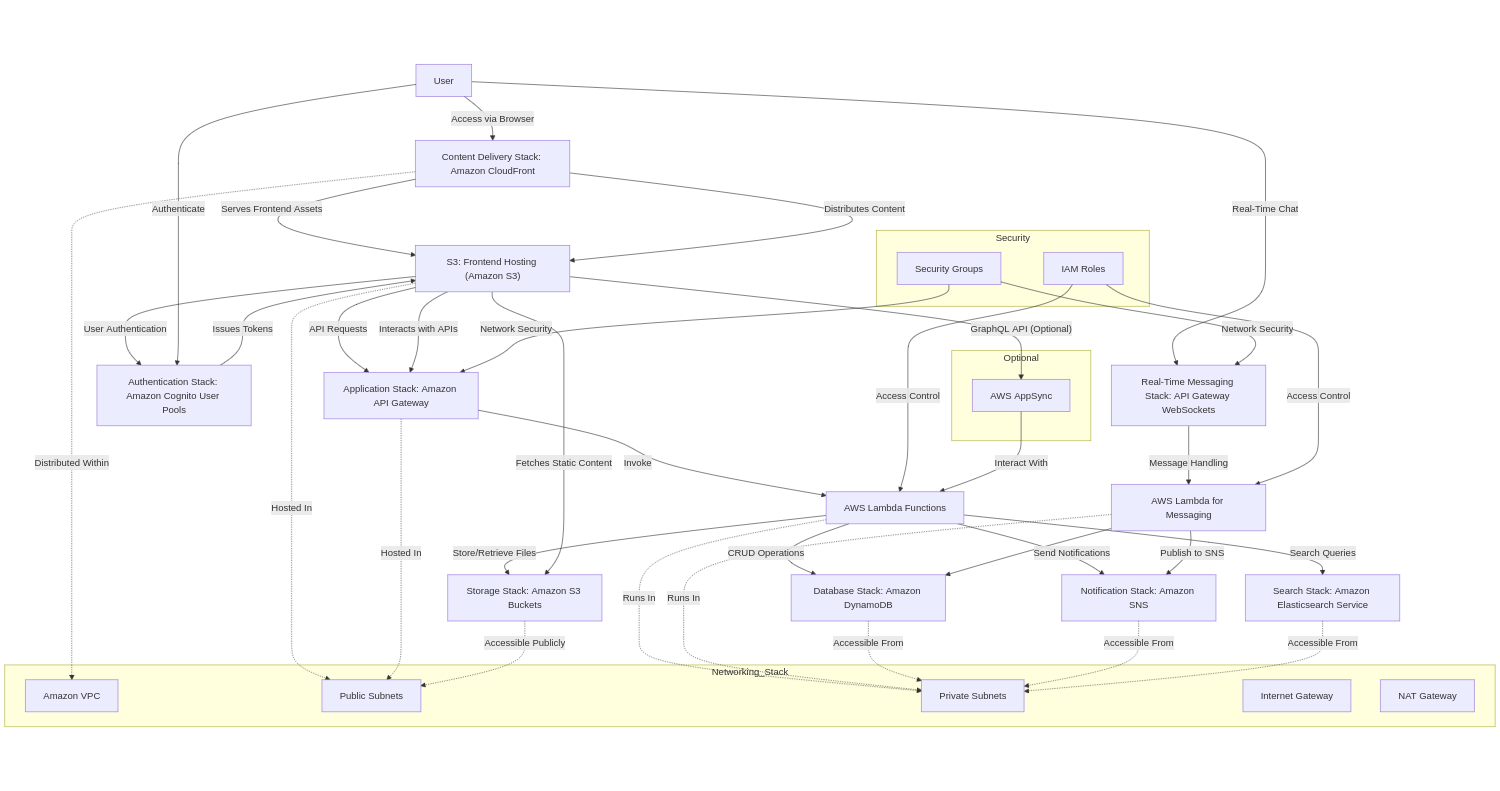 User
Access via Browser
Content Delivery Stack:
Amazon CloudFront
Authenticate
Serves Frontend Assets
Distributes Content
Real-Time Chat
Security
S3: Frontend Hosting
(Amazon S3)
Security Groups
IAM Roles
User Authentication
Issues Tokens
API Requests
Interacts with APIs
Network Security
GraphQL API (Optional)
Network Security
Optional
Authentication Stack:
Amazon Cognito User
Pools
Application Stack: Amazon
API Gateway
Access Control
AWS AppSync
Real-Time Messaging
Stack: API Gateway
WebSockets
Access Control
Distributed Within
Fetches Static Content
Invoke
Interact With
Message Handling
Hosted In
AWS Lambda Functions
AWS Lambda for
Messaging
Hosted In
Store/Retrieve Files
CRUD Operations
Send Notifications
Publish to SNS
Search Queries
Storage Stack: Amazon S3
Buckets
Runs In
Runs In
Database Stack: Amazon
DynamoDB
Notification Stack: Amazon
SNS
Search Stack: Amazon
Elasticsearch Service
Accessible Publicly
Accessible From
Accessible From
Accessible From
Networking_Stack
Amazon VPC
Public Subnets
Private Subnets
Internet Gateway
NAT Gateway